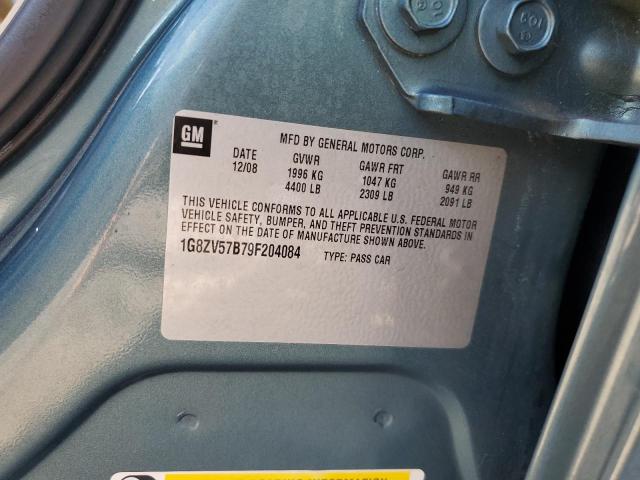 GM
MFD BY GENERAL MOTORS CORP.
DATE GVWR GAWR FRT GAWR RR
12/08 1996 KG 1047 KG 949 KG
4400 LB 2309 LB 2091 LB
THIS VEHICLE CONFORMS TO ALL APPLICABLE U.S. FEDERAL MOTOR
VEHICLE SAFETY, BUMPER, AND THEFT PREVENTION STANDARDS IN
EFFECT ON THE DATE OF MANUFACTURE SHOWN ABOVE.
1G8ZV57B79F204084 TYPE: PASS CAR